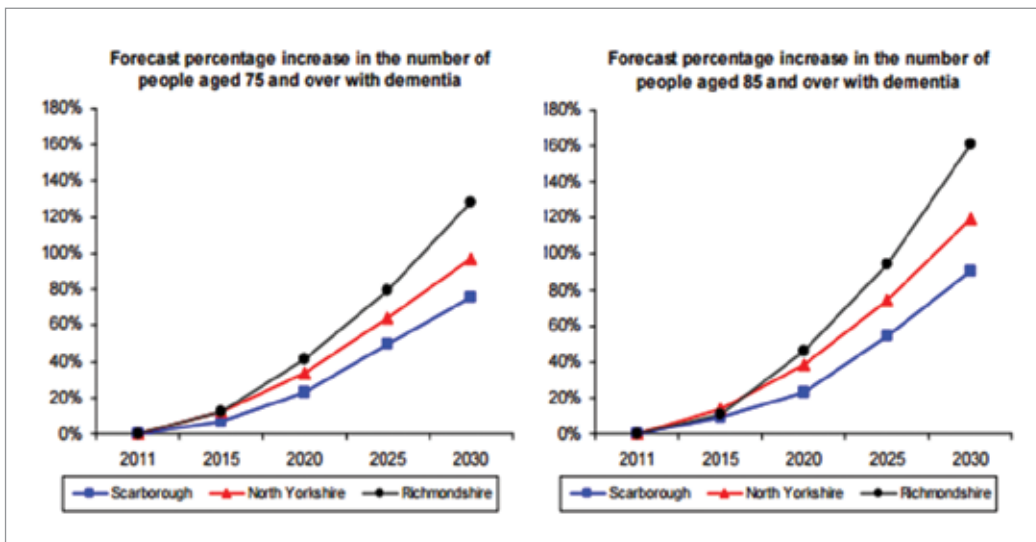 Forecast percentage increase in the number of
people aged 75 and over with dementia
180%
160%
140%
120%
100%
80%
60%
40%
20%
0%
2011 2015 2020 2025 2030
Scarborough North Yorkshire Richmondshire
Forecast percentage increase in the number of
people aged 85 and over with dementia
180%
160%
140%
120%
100%
80%
60%
40%
20%
0%
2011 2015 2020 2025 2030
Scarborough North Yorkshire Richmondshire